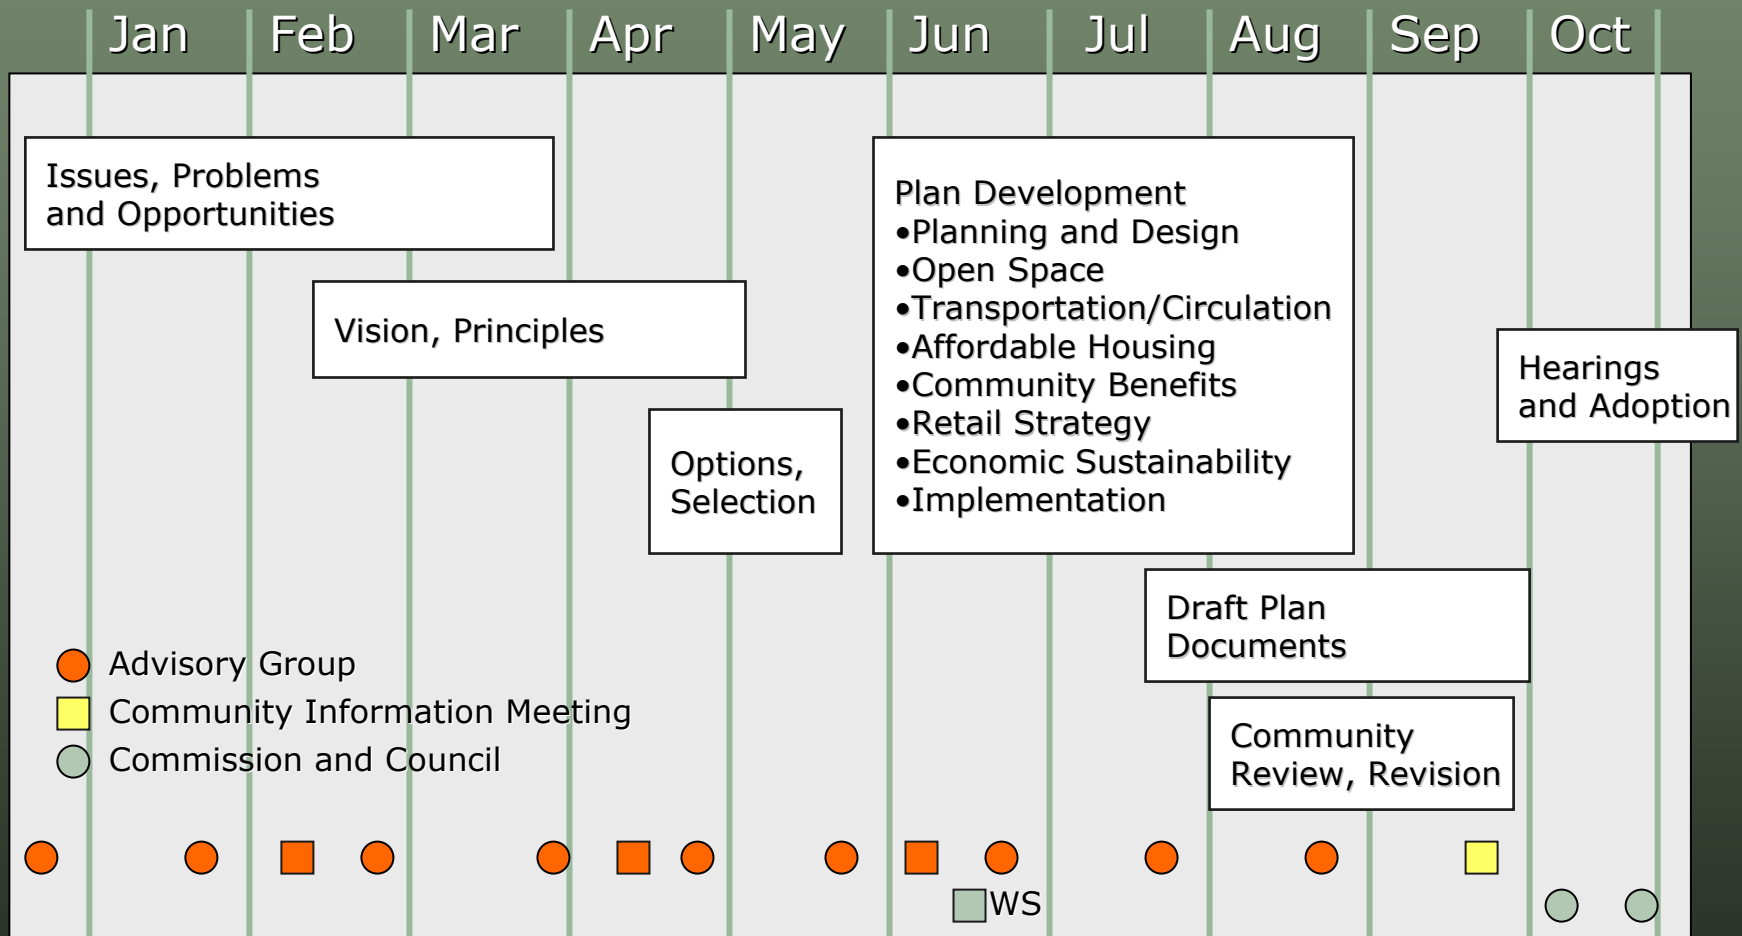 Jan Feb Mar Apr May Jun Jul Aug Sep Oct
Issues, Problems
and Opportunities
Vision, Principles
Options,
Selection
Plan Development
•Planning and Design
•Open Space
•Transportation/Circulation
•Affordable Housing
•Community Benefits
•Retail Strategy
•Economic Sustainability
•Implementation
Hearings
and Adoption
Draft Plan
Documents
Community
Review, Revision
Advisory Group
Community Information Meeting
Commission and Council
WS